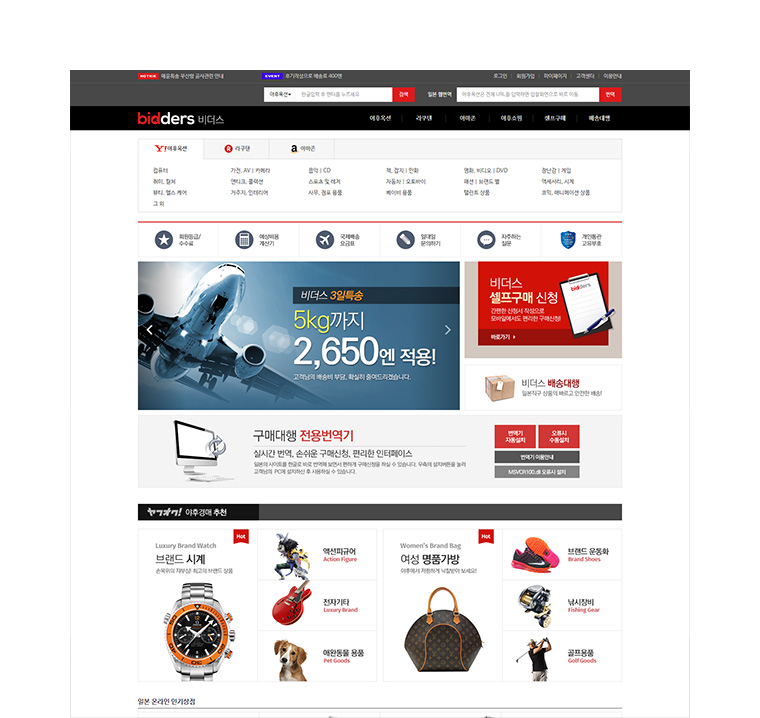 HOTKIK 해운특송 부산항 공사관련 안내
EVENT 후기작성으로 배송료 400엔
로그인 | 회원가입 | 마이페이지 | 고객센터 | 이용안내
야후옥션 한글입력 후 엔터를 누르세요 검색
일본 웹번역 야후옥션은 전체 URL을 입력하면 입찰화면으로 바로 이동 번역
bidders 비더스
야후옥션 | 라쿠텐 | 아마존 | 야후쇼핑 | 셀프구매 | 배송대행
Y! 야후옥션 R 라쿠텐 a 아마존
컴퓨터 가전, AV | 카메라 음악 | CD 책, 잡지 | 만화 영화, 비디오 | DVD 장난감 | 게임
취미, 컬쳐 앤티크, 콜렉션 스포츠 및 레저 자동차 | 오토바이 패션 | 브랜드 별 액세서리, 시계
뷰티, 헬스 케어 거주지, 인테리어 사무, 점포 용품 베이비 용품 탤런트 상품 코믹, 애니메이션 상품
그 외
회원등급/
수수료
예상비용
계산기
국제배송
요금표
일대일
문의하기
자주하는
질문
개인통관
고유부호
비더스 3일특송
5kg까지
2,650엔 적용!
고객님의 배송비 부담, 확실히 줄여드리겠습니다.
비더스
셀프구매 신청
간편한 신청서 작성으로
모바일에서도 편리한 구매신청!
바로가기
bidders
비더스 배송대행
일본직구 상품의 빠르고 안전한 배송!
구매대행 전용번역기
실시간 번역, 손쉬운 구매신청, 편리한 인터페이스
일본의 사이트를 한글로 바로 번역해 보면서 편하게 구매신청을 하실 수 있습니다. 우측의 설치버튼을 눌러
고객님의 PC에 설치하신 후 사용하실 수 있습니다.
번역기
자동설치
오류시
수동설치
번역기 이용안내
MSVCR100.dll 오류시 설치
ヤフオク! 야후경매 추천
Luxury Brand Watch
브랜드 시계
손목위의 자부심! 최고의 브랜드 상품
Hot
액션피규어
Action Figure
전자기타
Luxury Brand
애완동물 용품
Pet Goods
Women's Brand Bag
여성 명품가방
야후에서 저렴하게 낙찰받아 보세요!
Hot
브랜드 운동화
Brand Shoes
낚시장비
Fishing Gear
골프용품
Golf Goods
일본 온라인 인기상점